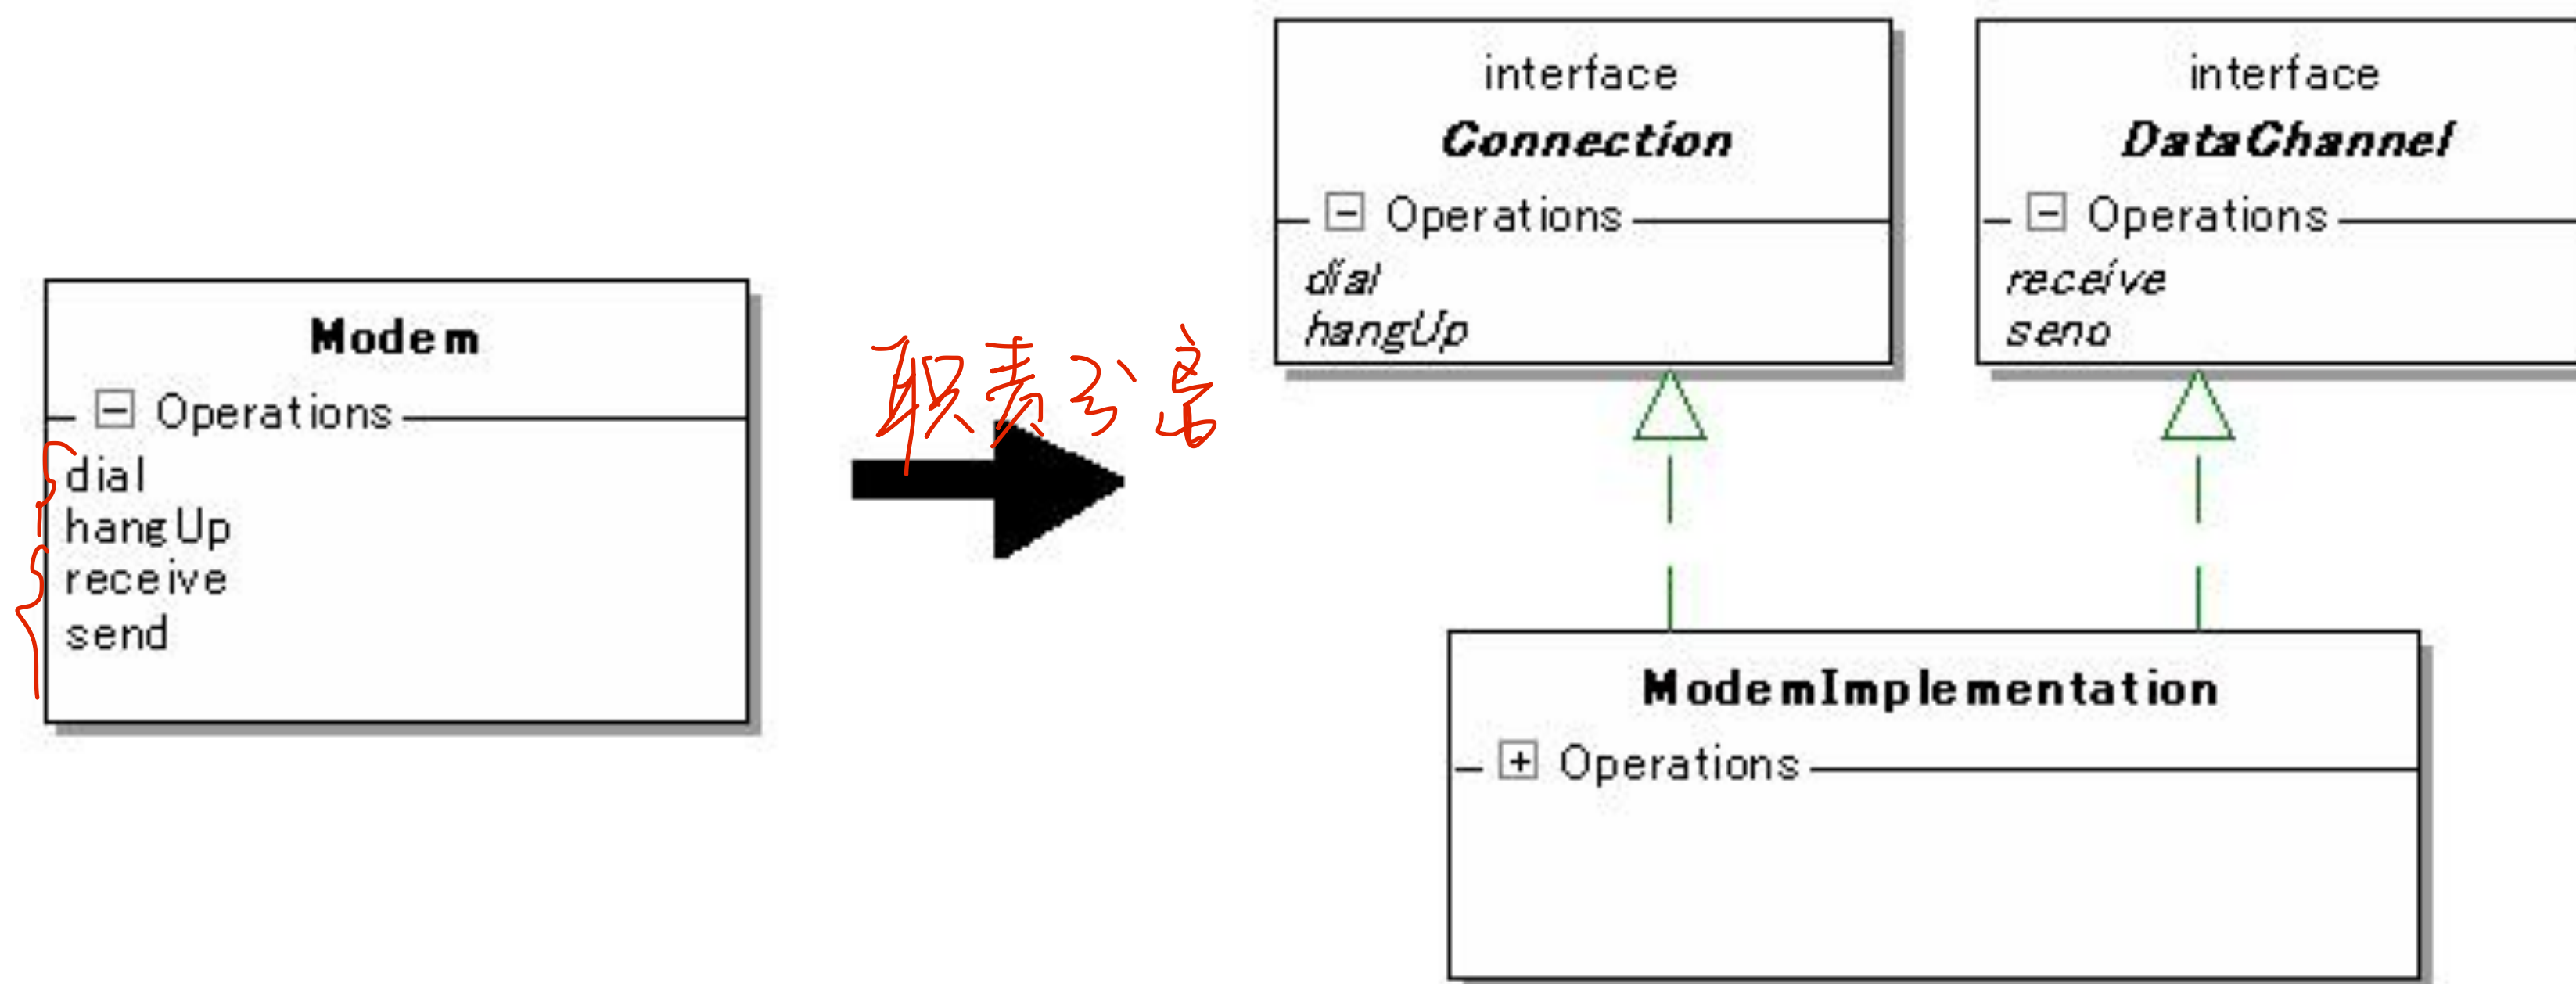 Modem
Operations
dial
hangUp
receive
send
职责分离
interface
Connection
Operations
dial
hangUp
interface
DataChannel
Operations
receive
seno
ModemImplementation
Operations